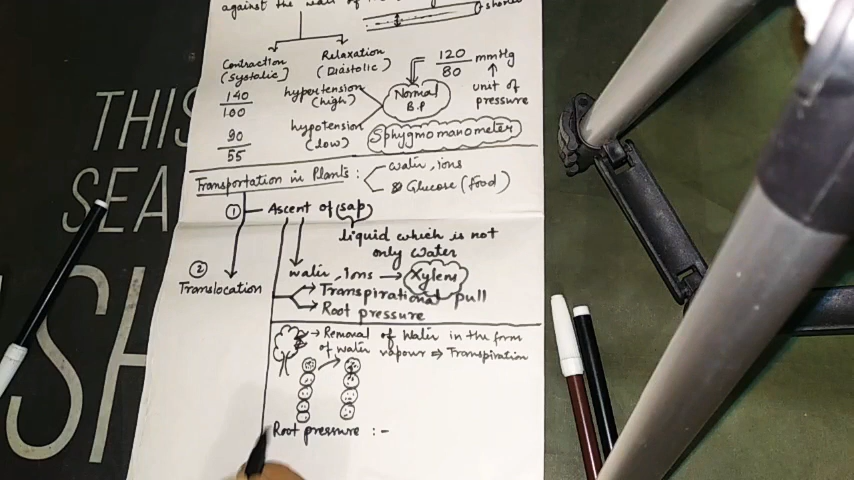 against the wall of
Contraction
(Systolic)
Relaxation
(Diastolic)
120
80
mmHg
unit of
pressure
140
100
hypertension
(high)
Normal
B.P
90
55
hypotension
(low)
Sphygmomanometer
Transportation in Plants :
water, ions
Glucose (Food)
① Ascent of (sap)
liquid which is not
only water
② Translocation
water, ions → Xylem
Transpirational pull
Root pressure
→ Removal of water in the form
of water vapour ⇒ Transpiration
Root pressure :-
THIS
SEA
SH